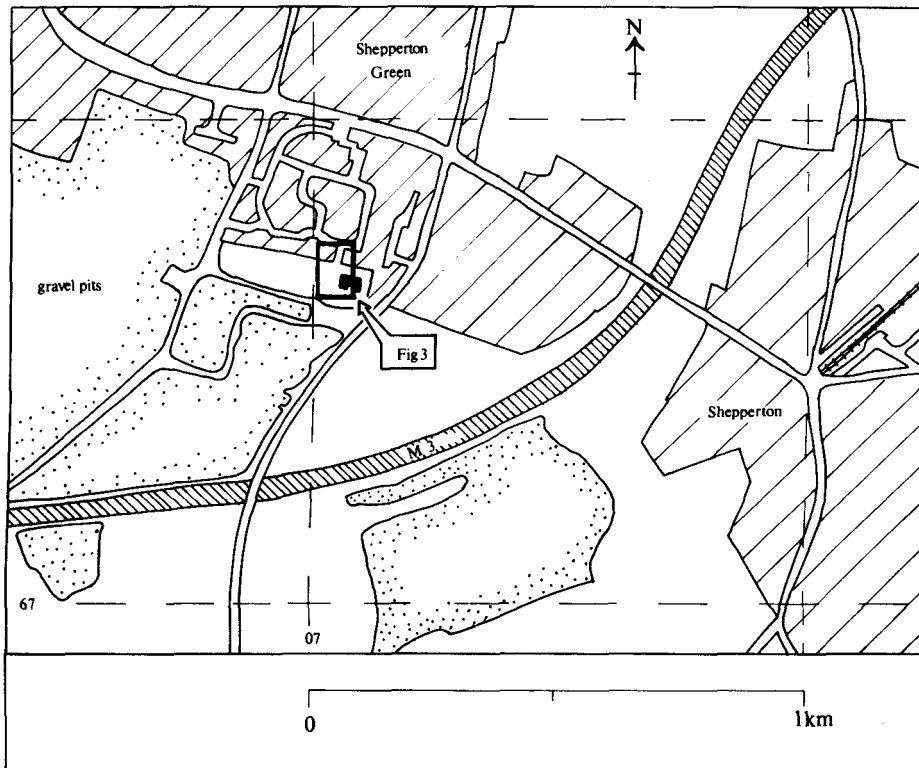 Shepperton
Green
N
gravel pits
Fig 3
Shepperton
M 3
67
07
0
1km